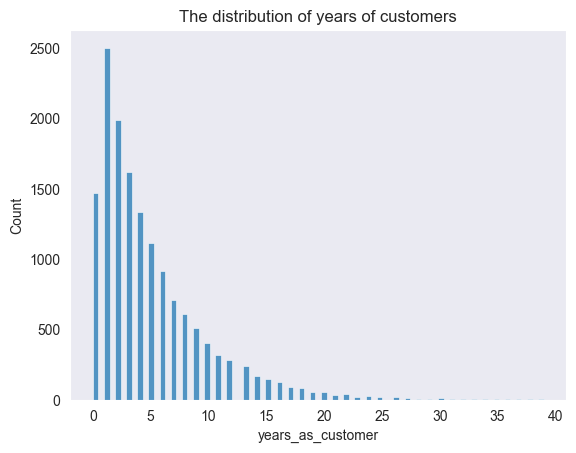 The distribution of years of customers
2500
2000
1500
1000
500
0
Count
0 5 10 15 20 25 30 35 40
years_as_customer